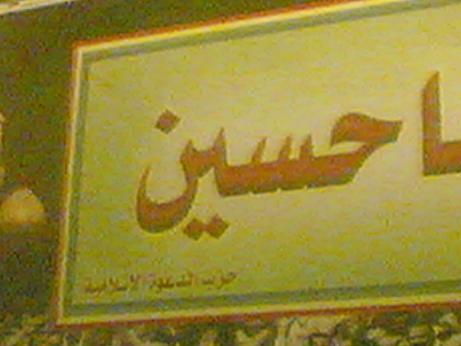 ا حسين
حزب الدعوة الإسلامية